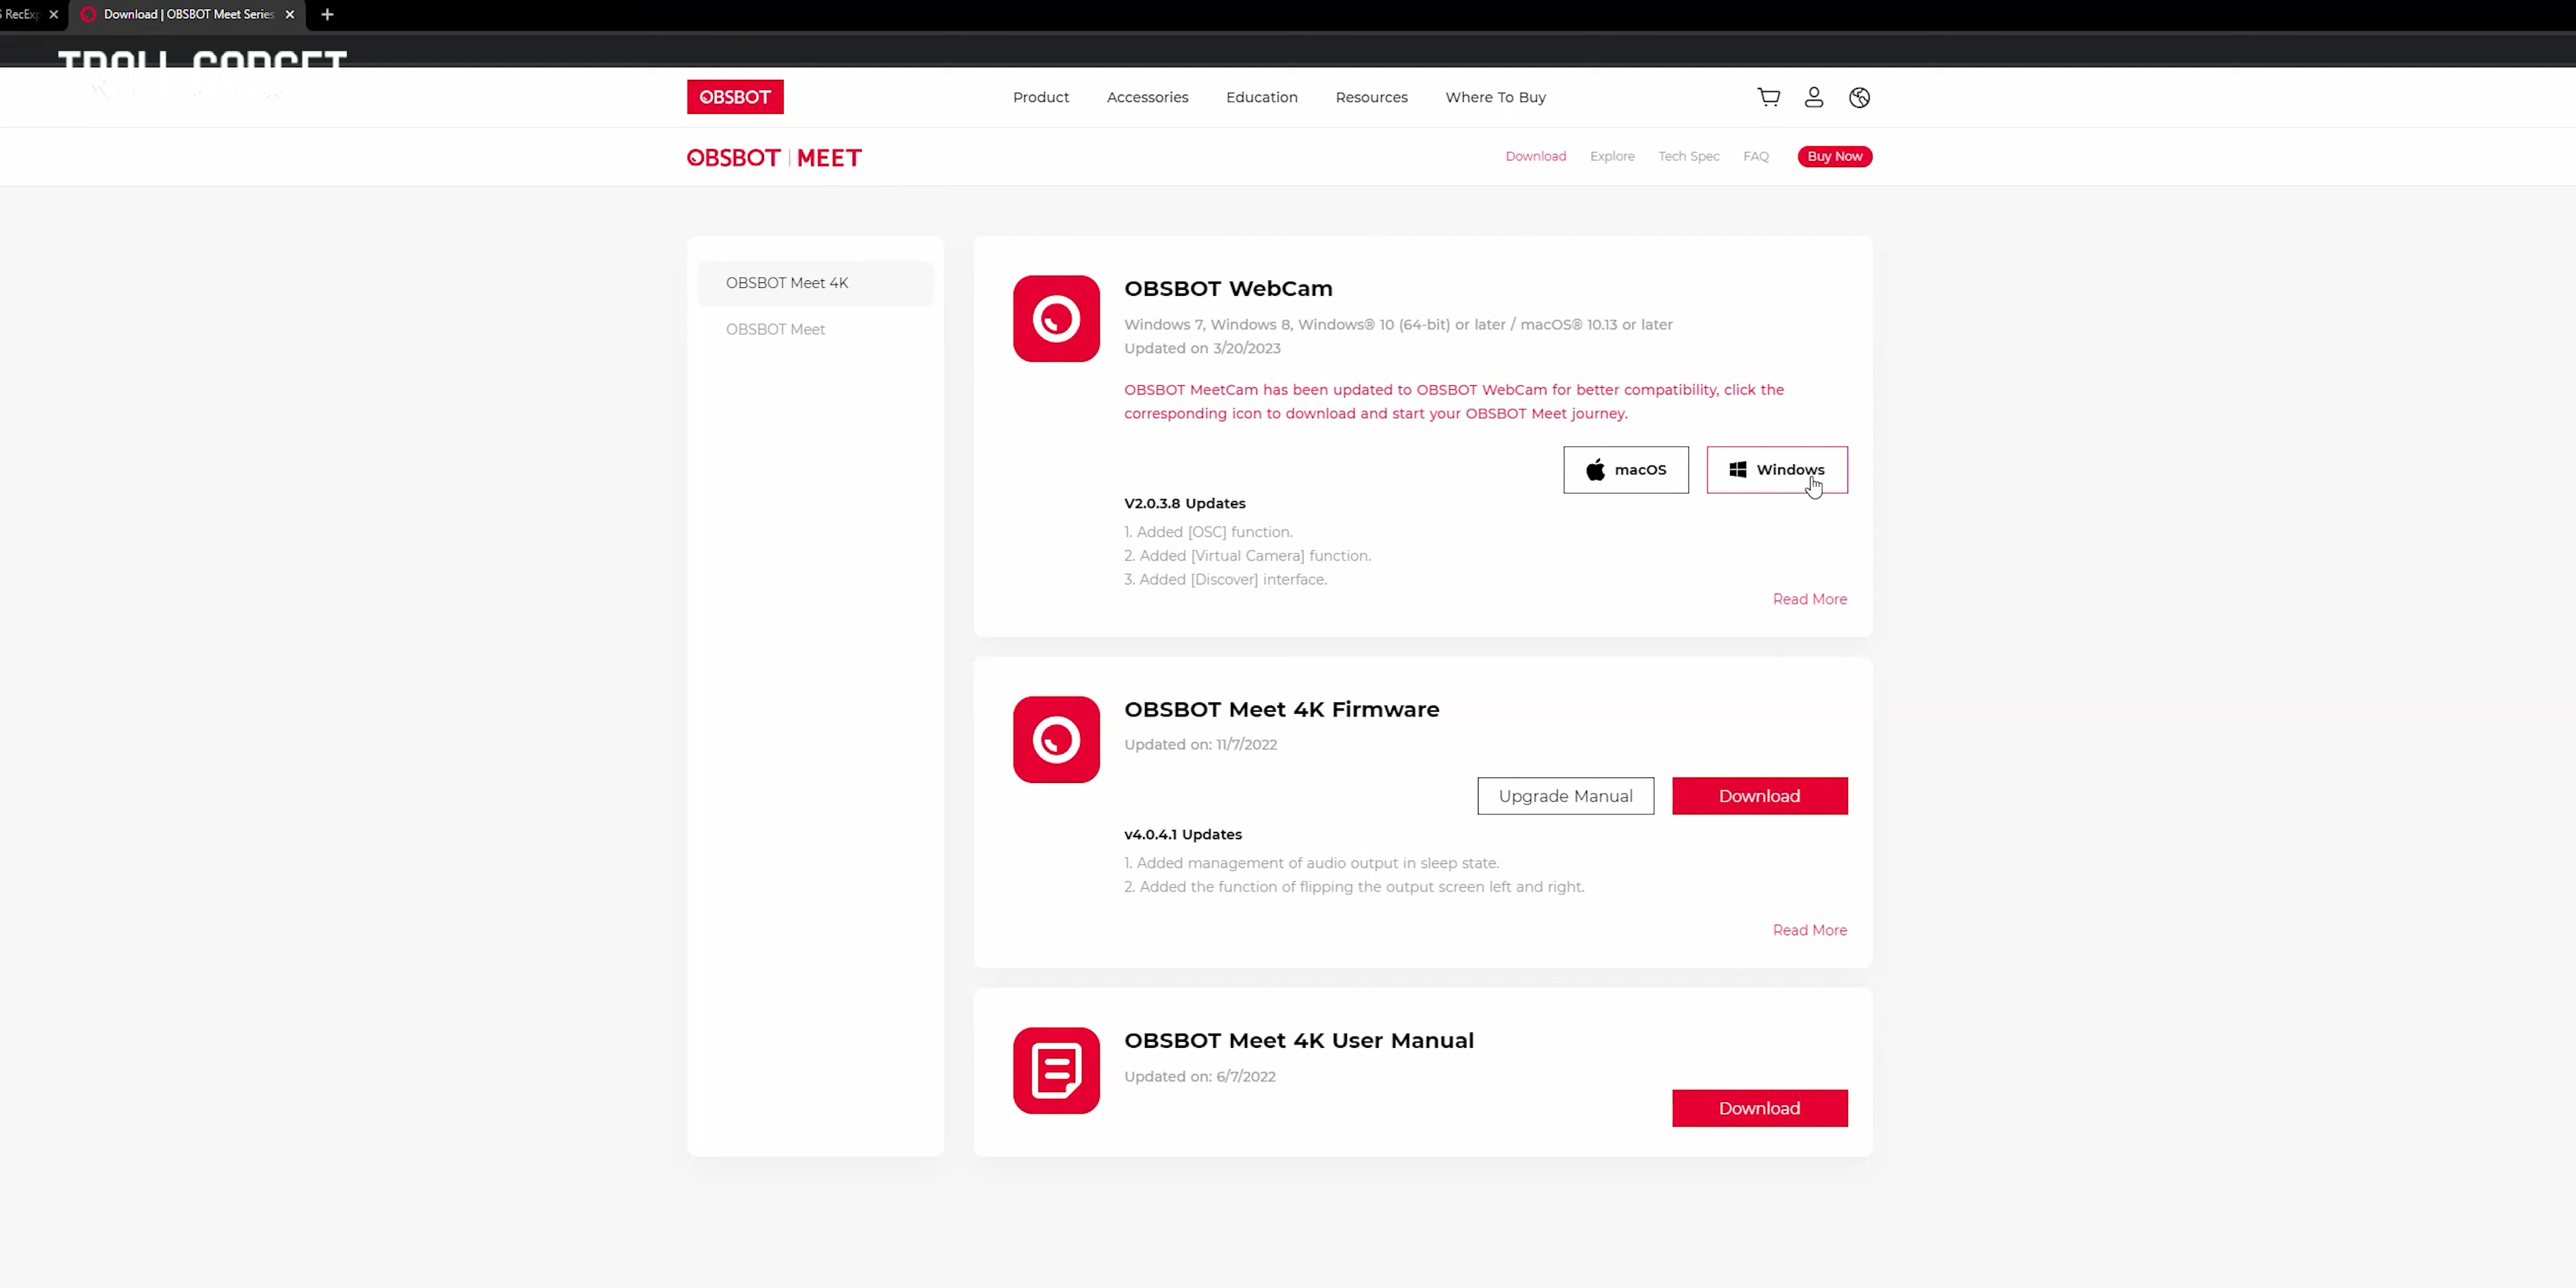 RecEx
Download | OBSBOT Meet Series
TROLL GADGET
OBSBOT
Product
Accessories
Education
Resources
Where To Buy
OBSBOT | MEET
Download
Explore
Tech Spec
FAQ
Buy Now
OBSBOT Meet 4K
OBSBOT Meet
OBSBOT WebCam
Windows 7, Windows 8, Windows® 10 (64-bit) or later / macOS® 10.13 or later
Updated on 3/20/2023
OBSBOT MeetCam has been updated to OBSBOT WebCam for better compatibility, click the
corresponding icon to download and start your OBSBOT Meet journey.
macOS
Windows
V2.0.3.8 Updates
1. Added [OSC] function.
2. Added [Virtual Camera] function.
3. Added [Discover] interface.
Read More
OBSBOT Meet 4K Firmware
Updated on: 11/7/2022
Upgrade Manual
Download
v4.0.4.1 Updates
1. Added management of audio output in sleep state.
2. Added the function of flipping the output screen left and right.
Read More
OBSBOT Meet 4K User Manual
Updated on: 6/7/2022
Download